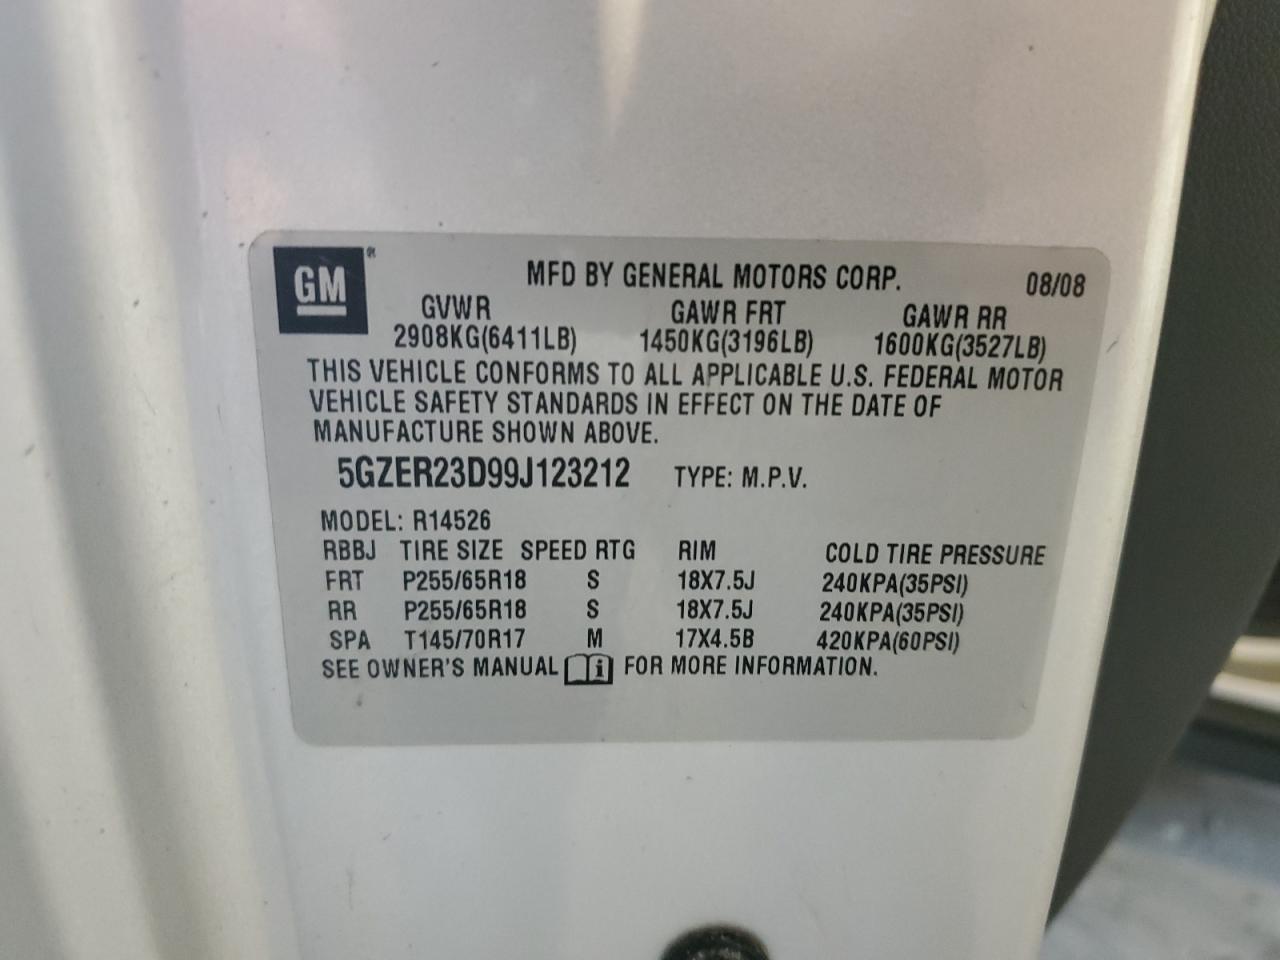 GM®
MFD BY GENERAL MOTORS CORP. 08/08
GVWR GAWR FRT GAWR RR
2908KG(6411LB) 1450KG(3196LB) 1600KG(3527LB)
THIS VEHICLE CONFORMS TO ALL APPLICABLE U.S. FEDERAL MOTOR
VEHICLE SAFETY STANDARDS IN EFFECT ON THE DATE OF
MANUFACTURE SHOWN ABOVE.
5GZER23D99J123212 TYPE: M.P.V.
MODEL: R14526
RBBJ TIRE SIZE SPEED RTG RIM COLD TIRE PRESSURE
FRT P255/65R18 S 18X7.5J 240KPA(35PSI)
RR P255/65R18 S 18X7.5J 240KPA(35PSI)
SPA T145/70R17 M 17X4.5B 420KPA(60PSI)
SEE OWNER'S MANUAL i FOR MORE INFORMATION.